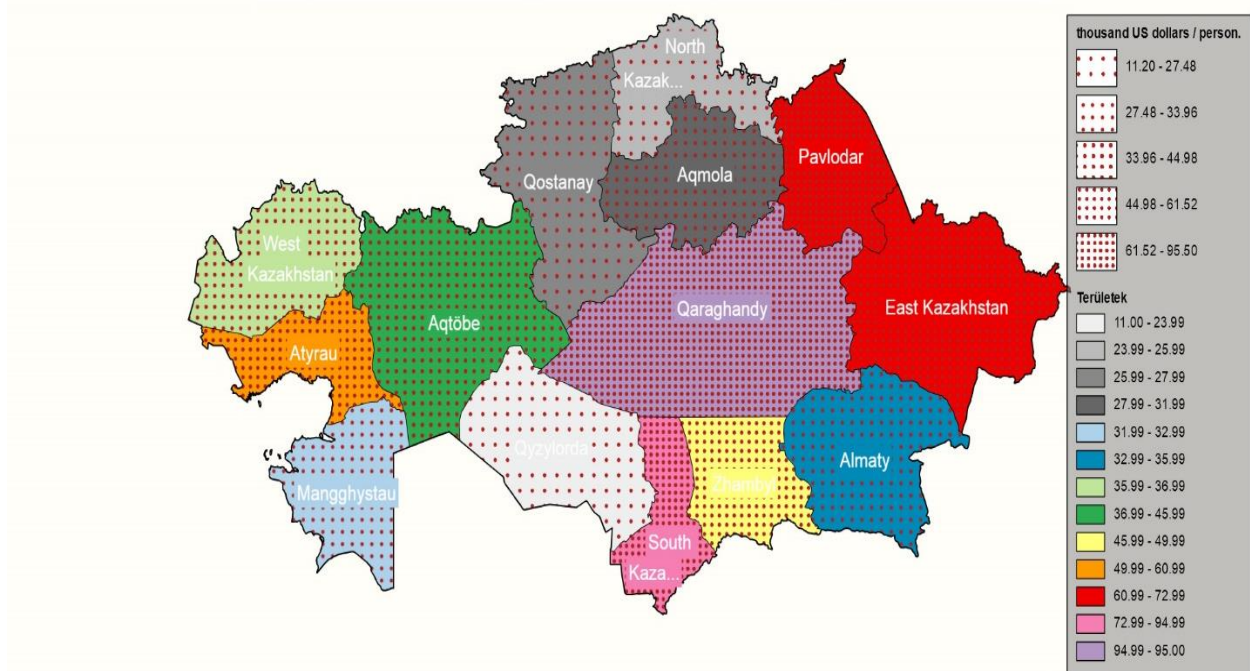 North
Kazak...
Pavlodar
Qostanay
Aqmola
West
Kazakhstan
Aqtöbe
Qaraghandy
East Kazakhstan
Atyrau
Qyzylorda
Almaty
Mangghystau
Zhambyl
South
Kaza...
thousand US dollars / person.
11.20 - 27.48
27.48 - 33.96
33.96 - 44.98
44.98 - 61.52
61.52 - 95.50
Területek
11.00 - 23.99
23.99 - 25.99
25.99 - 27.99
27.99 - 31.99
31.99 - 32.99
32.99 - 35.99
35.99 - 36.99
36.99 - 45.99
45.99 - 49.99
49.99 - 60.99
60.99 - 72.99
72.99 - 94.99
94.99 - 95.00